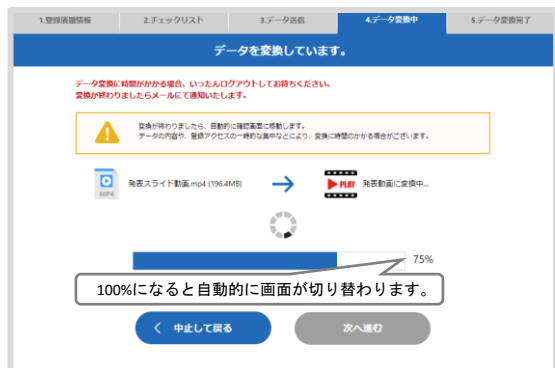 1.登録演題情報
2.チェックリスト
3.データ送信
4.データ変換中
5.データ変換完了
データを変換しています。
データ変換に時間がかかる場合、いったんログアウトしてお待ちください。
変換が終わりましたらメールにて通知いたします。
変換が終わりましたら、自動的に確認画面に移動します。
データの内容や、登録アクセスの一時的な集中などにより、変換に時間のかかる場合がございます。
MP4
発表スライド動画.mp4 (196.4MB)
PLAY
発表動画に変換中...
75%
100%になると自動的に画面が切り替わります。
中止して戻る
次へ進む